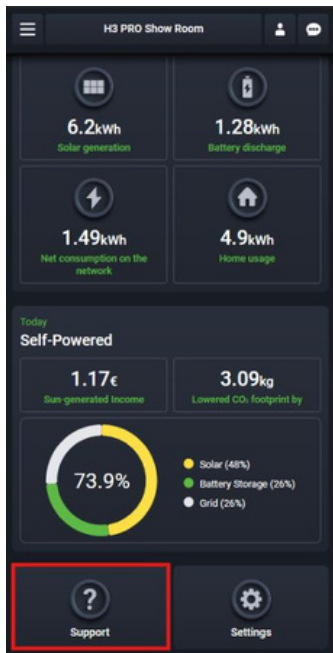 H3 PRO Show Room
6.2kWh
Solar generation
1.28kWh
Battery discharge
1.49kWh
Net consumption on the
network
4.9kWh
Home usage
Today
Self-Powered
1.17€
Sun-generated Income
3.09kg
Lowered CO₂ footprint by
73.9%
Solar (48%)
Battery Storage (26%)
Grid (26%)
?
Support
Settings